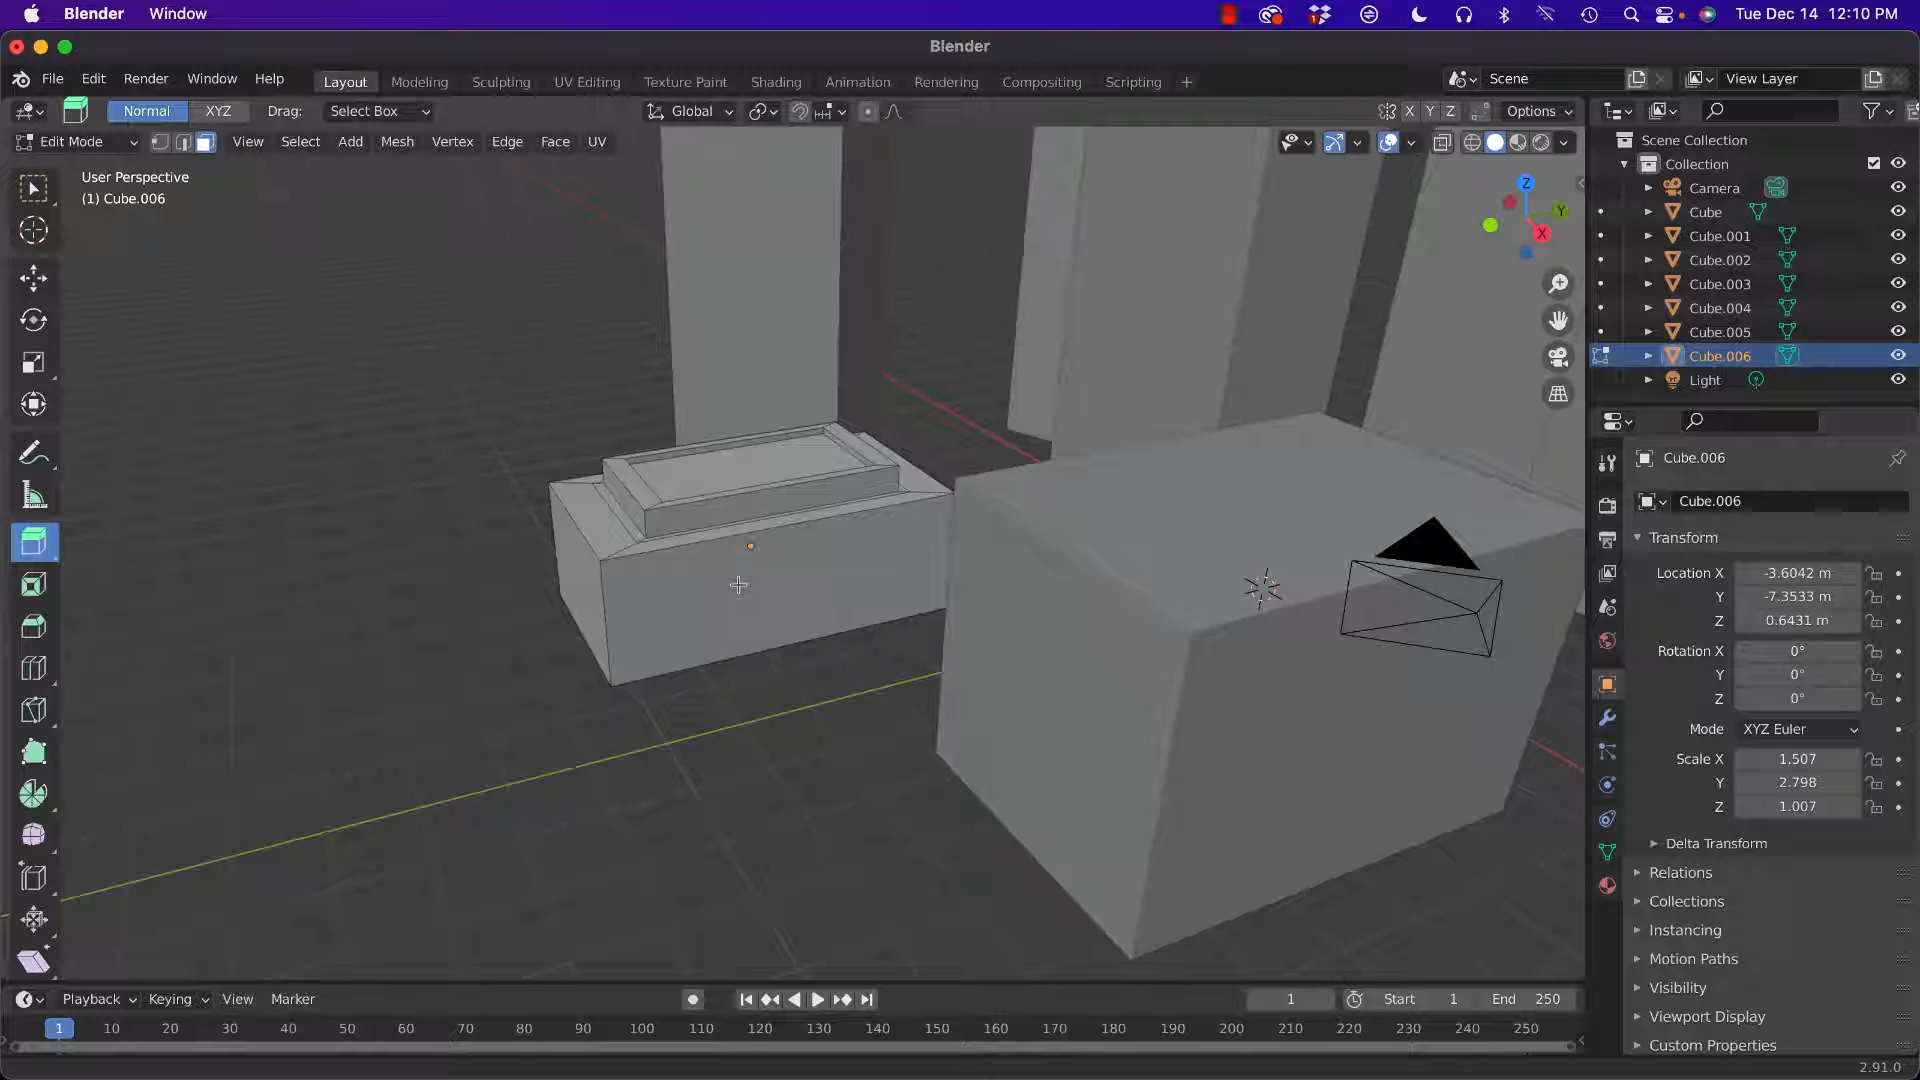 Blender Window Tue Dec 14 12:10 PM
Blender
File Edit Render Window Help Layout Modeling Sculpting UV Editing Texture Paint Shading Animation Rendering Compositing Scripting + Scene View Layer
Normal XYZ Drag: Select Box Global X Y Z Options
Edit Mode View Select Add Mesh Vertex Edge Face UV
User Perspective
(1) Cube.006
Z
Y
X
Scene Collection
Collection
Camera
Cube
Cube.001
Cube.002
Cube.003
Cube.004
Cube.005
Cube.006
Light
Cube.006
Cube.006
Transform
Location X -3.6042 m
Y -7.3533 m
Z 0.6431 m
Rotation X 0°
Y 0°
Z 0°
Mode XYZ Euler
Scale X 1.507
Y 2.798
Z 1.007
Delta Transform
Relations
Collections
Instancing
Motion Paths
Visibility
Viewport Display
Custom Properties
Playback Keying View Marker 1 Start 1 End 250
1 10 20 30 40 50 60 70 80 90 100 110 120 130 140 150 160 170 180 190 200 210 220 230 240 250
2.91.0